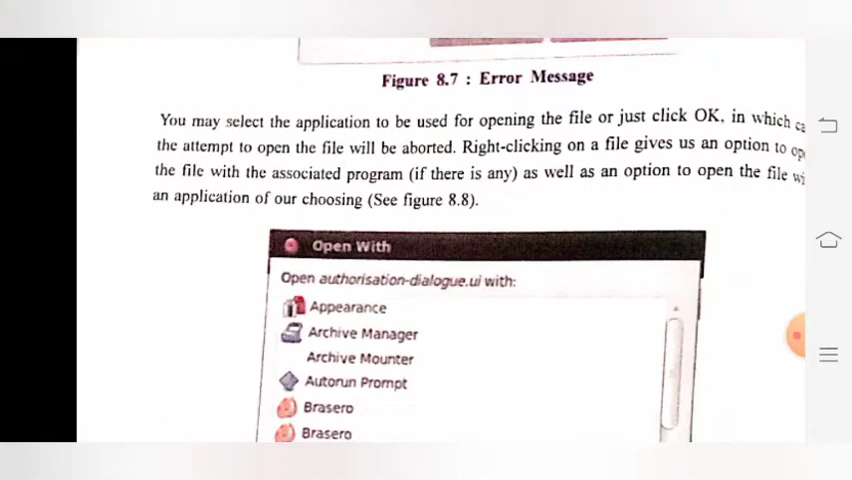 Figure 8.7 : Error Message
You may select the application to be used for opening the file or just click OK, in which
the attempt to open the file will be aborted. Right-clicking on a file gives us an option to
the file with the associated program (if there is any) as well as an option to open the file
an application of our choosing (See figure 8.8).
Open With
Open authorisation-dialogue.ui with:
Appearance
Archive Manager
Archive Mounter
Autorun Prompt
Brasero
Brasero